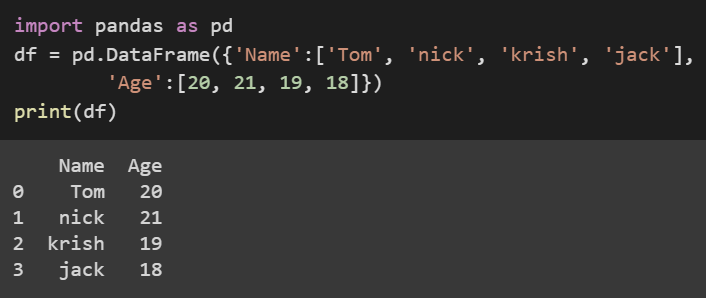 import pandas as pd
df = pd.DataFrame({'Name':['Tom', 'nick', 'krish', 'jack'],
        'Age':[20, 21, 19, 18]})
print(df)
    Name  Age
0    Tom   20
1   nick   21
2  krish   19
3   jack   18